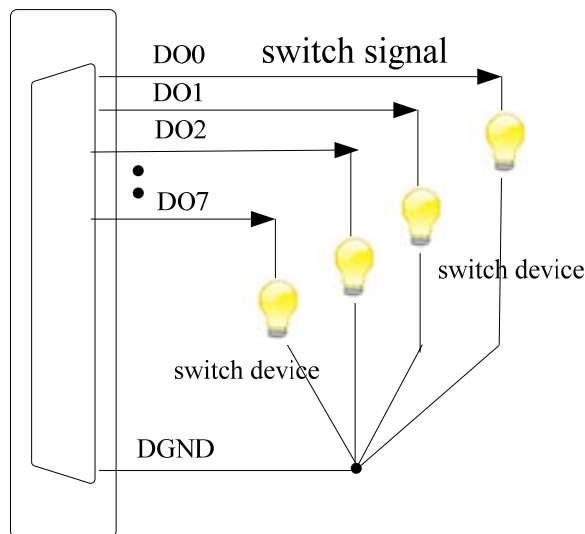 DO0
switch signal
DO1
DO2
DO7
switch device
switch device
DGND